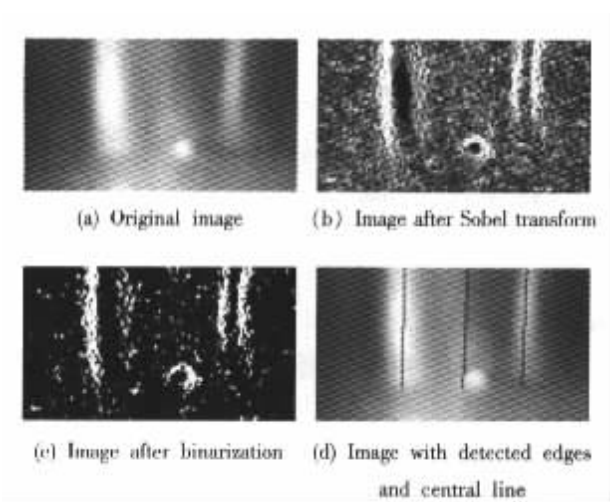 (a) Original image
(b) Image after Sobel transform
(c) Image after binarization
(d) Image with detected edges
and central line